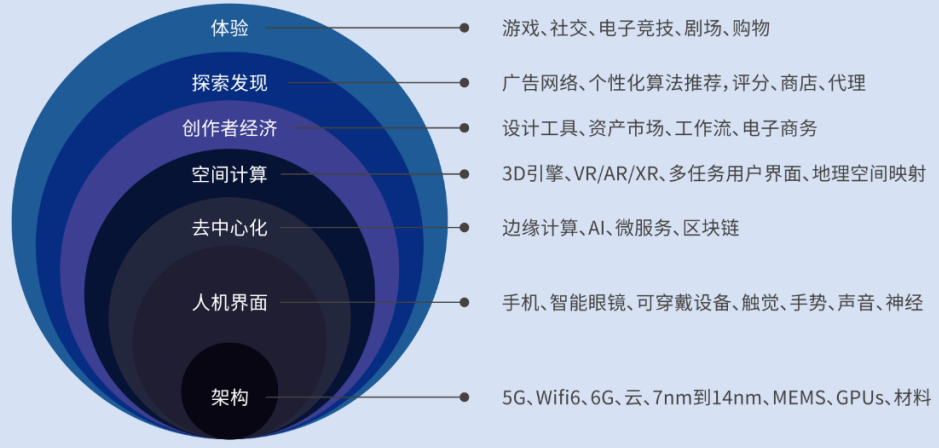 体验
游戏、社交、电子竞技、剧场、购物
探索发现
广告网络、个性化算法推荐，评分、商店、代理
创作者经济
设计工具、资产市场、工作流、电子商务
空间计算
3D引擎、VR/AR/XR、多任务用户界面、地理空间映射
去中心化
边缘计算、AI、微服务、区块链
人机界面
手机、智能眼镜、可穿戴设备、触觉、手势、声音、神经
架构
5G、Wifi6、6G、云、7nm到14nm、MEMS、GPUs、材料